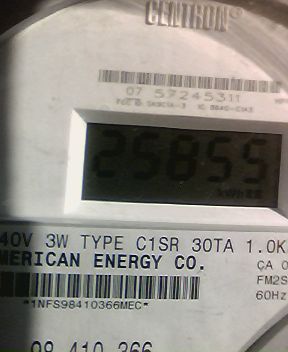 CENTRON®
07 57245311
25855
40V 3W TYPE C1SR 30TA 1.0K
MERICAN ENERGY CO.
CA 0
FM2S
60Hz
*1NFS98410366MEC*
98 410 366